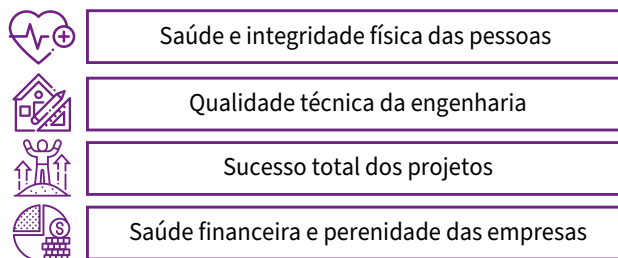 Saúde e integridade física das pessoas
Qualidade técnica da engenharia
Sucesso total dos projetos
Saúde financeira e perenidade das empresas